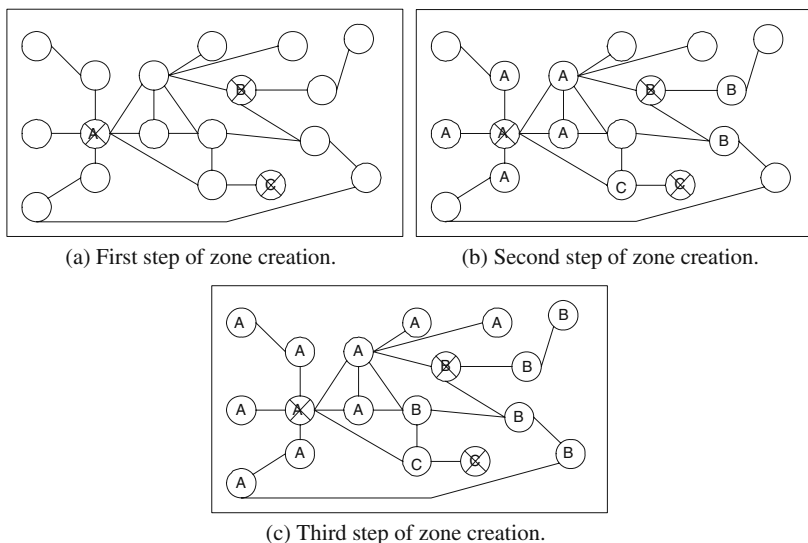 B
A
C
A A
B B
A A A B
A C C
(a) First step of zone creation.
(b) Second step of zone creation.
A A A B
A A B B
A A A B B
A C C B
A
(c) Third step of zone creation.